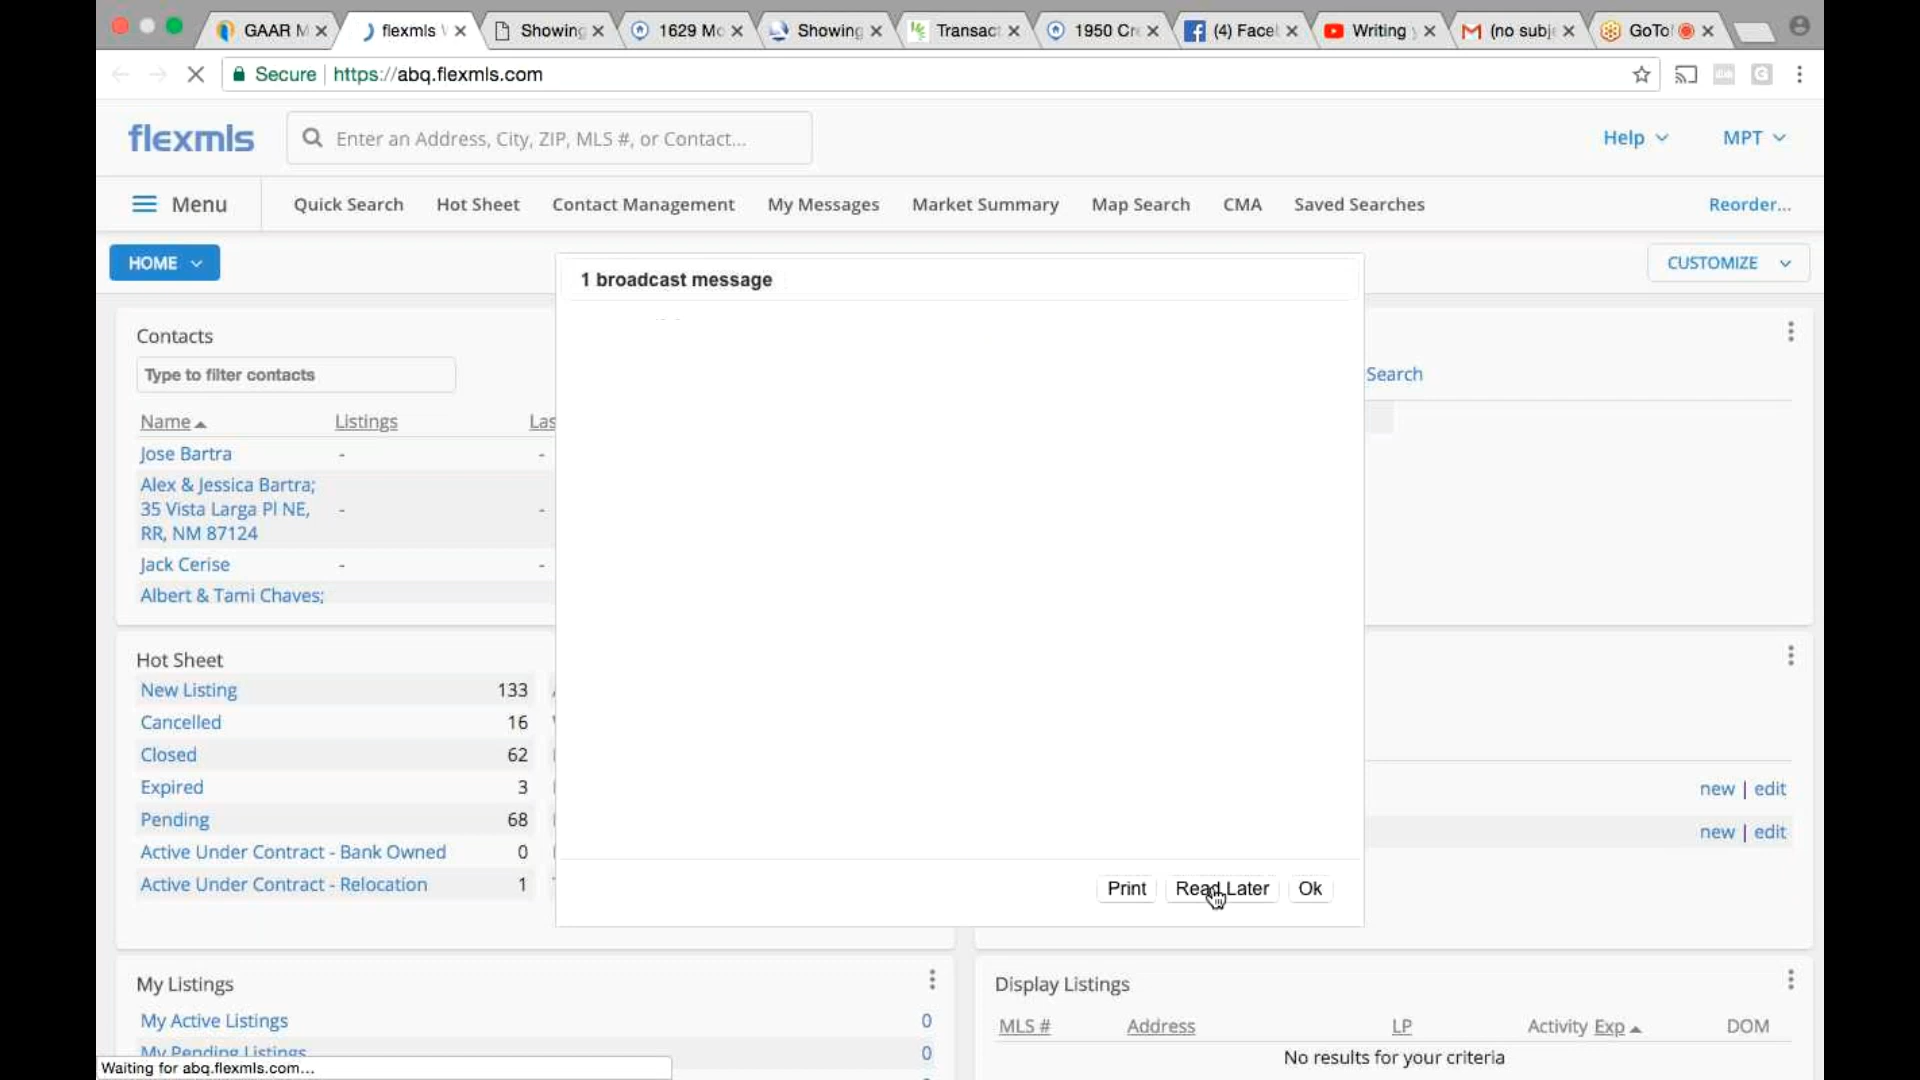 GAAR M
flexmls
Showing
1629 Mo
Showing
Transac
1950 Cr
(4) Face
Writing
(no subj
GoTo
Secure | https://abq.flexmls.com
flexmls
Enter an Address, City, ZIP, MLS #, or Contact...
Help
MPT
Menu
Quick Search
Hot Sheet
Contact Management
My Messages
Market Summary
Map Search
CMA
Saved Searches
Reorder...
HOME
CUSTOMIZE
1 broadcast message
Contacts
Type to filter contacts
Search
Name Listings Las
Jose Bartra - -
Alex & Jessica Bartra;
35 Vista Larga Pl NE, - -
RR, NM 87124
Jack Cerise - -
Albert & Tami Chaves;
Hot Sheet
New Listing 133
Cancelled 16
Closed 62
Expired 3
Pending 68
Active Under Contract - Bank Owned 0
Active Under Contract - Relocation 1
new | edit
new | edit
Print
Read Later
Ok
My Listings
My Active Listings 0
My Pending Listings 0
Display Listings
MLS # Address LP Activity Exp DOM
No results for your criteria
Waiting for abq.flexmls.com...